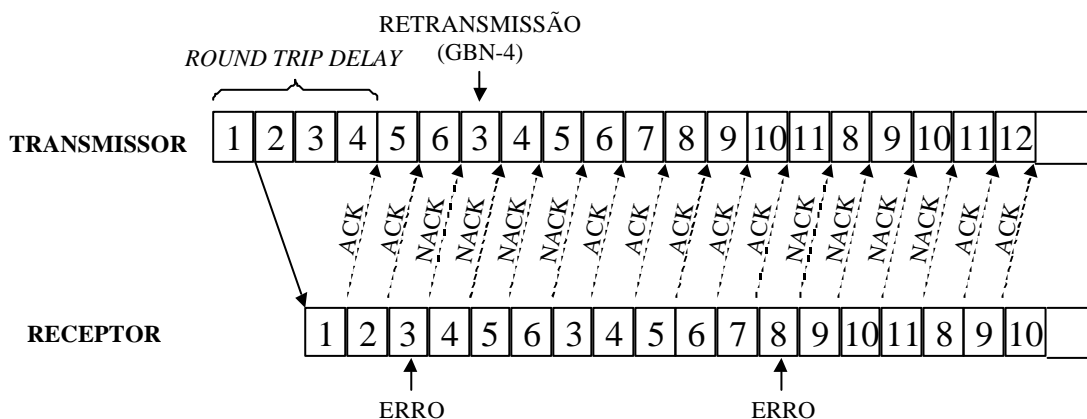 RETRANSMISSÃO
(GBN-4)
ROUND TRIP DELAY
TRANSMISSOR
1 2 3 4 5 6 3 4 5 6 7 8 9 10 11 8 9 10 11 12
ACK ACK NACK NACK NACK NACK ACK ACK ACK ACK ACK NACK NACK NACK NACK ACK ACK
RECEPTOR
1 2 3 4 5 6 3 4 5 6 7 8 9 10 11 8 9 10
ERRO ERRO